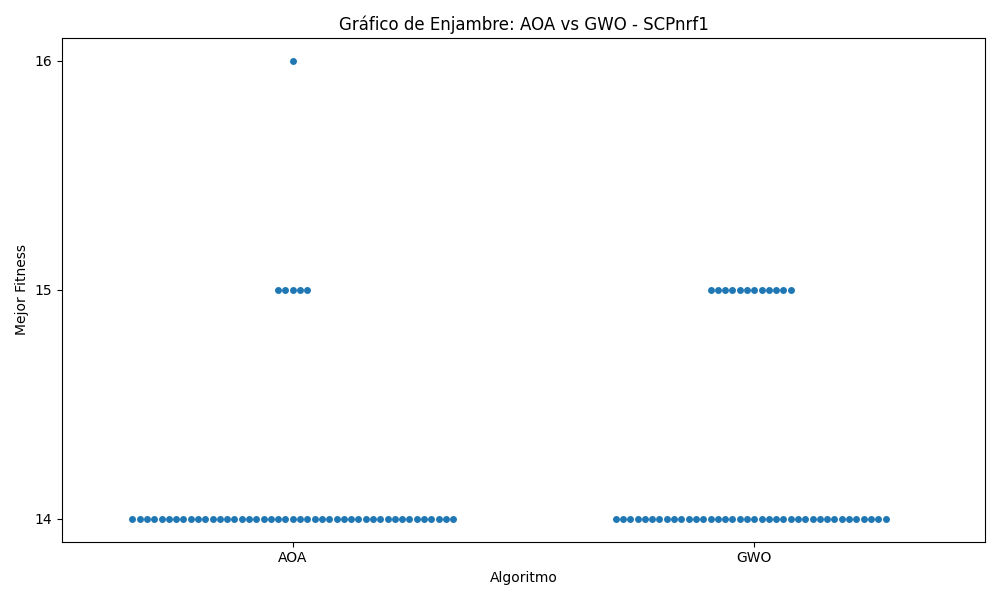 Gráfico de Enjambre: AOA vs GWO - SCPnrf1
16
15
14
Mejor Fitness
AOA
GWO
Algoritmo